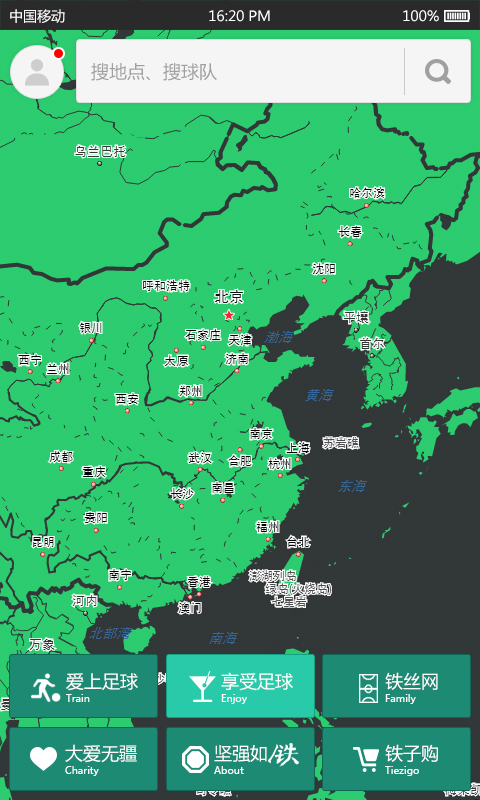 中国移动 16:20 PM 100%
搜地点、搜球队
乌兰巴托
哈尔滨
长春
沈阳
呼和浩特
北京
平壤
银川
石家庄 天津 渤海
首尔
西宁
兰州
太原
济南
郑州
西安
黄海
南京
苏岩礁
上海
成都
武汉
合肥
杭州
重庆
东海
长沙
南昌
贵阳
福州
昆明
台北
南宁
澎湖列岛
香港
绿岛(火烧岛)
七星岩
河内
澳门
北部湾
南海
万象
爱上足球
Train
享受足球
Enjoy
铁丝网
Family
大爱无疆
Charity
坚强如铁
About
铁子购
Tiezigo